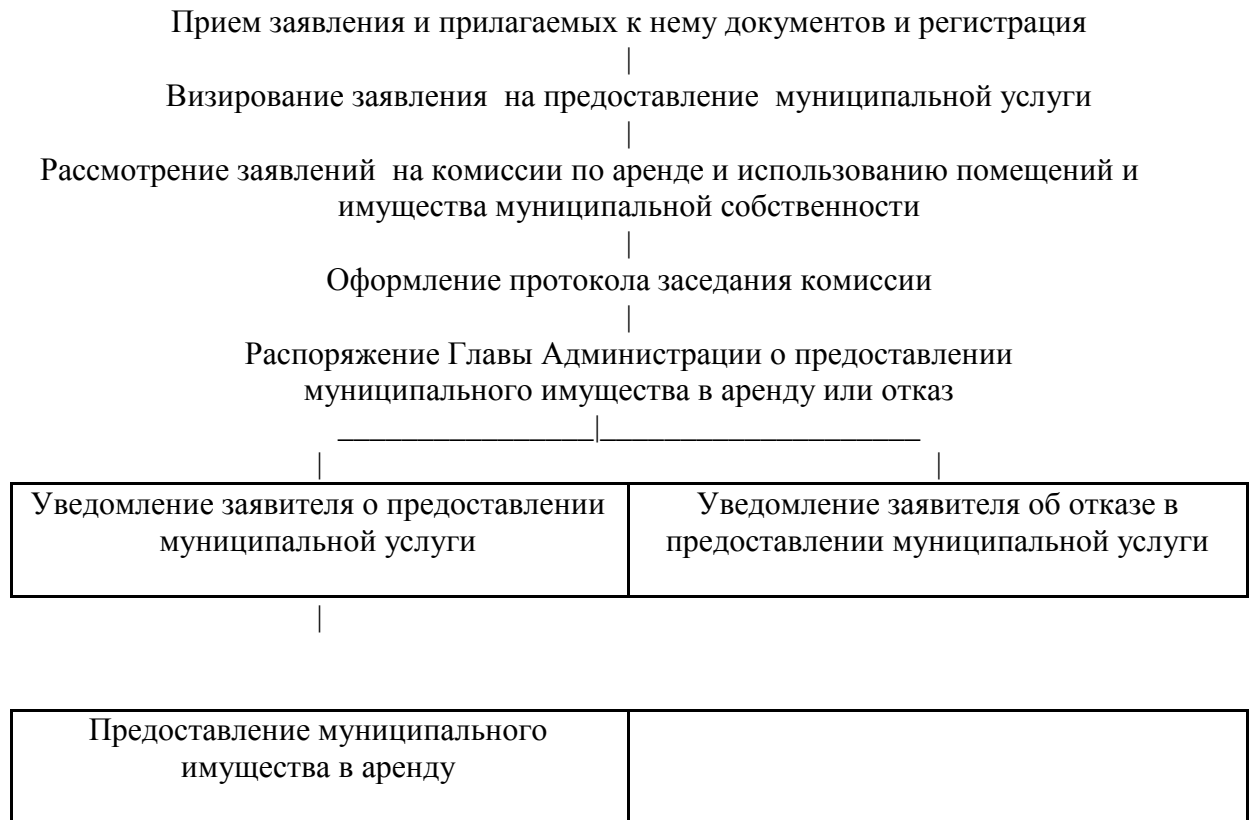 Прием заявления и прилагаемых к нему документов и регистрация
|
Визирование заявления на предоставление муниципальной услуги
|
Рассмотрение заявлений на комиссии по аренде и использованию помещений и
имущества муниципальной собственности
|
Оформление протокола заседания комиссии
|
Распоряжение Главы Администрации о предоставлении
муниципального имущества в аренду или отказ
________________|____________________
| |
Уведомление заявителя о предоставлении
муниципальной услуги
Уведомление заявителя об отказе в
предоставлении муниципальной услуги
|
Предоставление муниципального
имущества в аренду